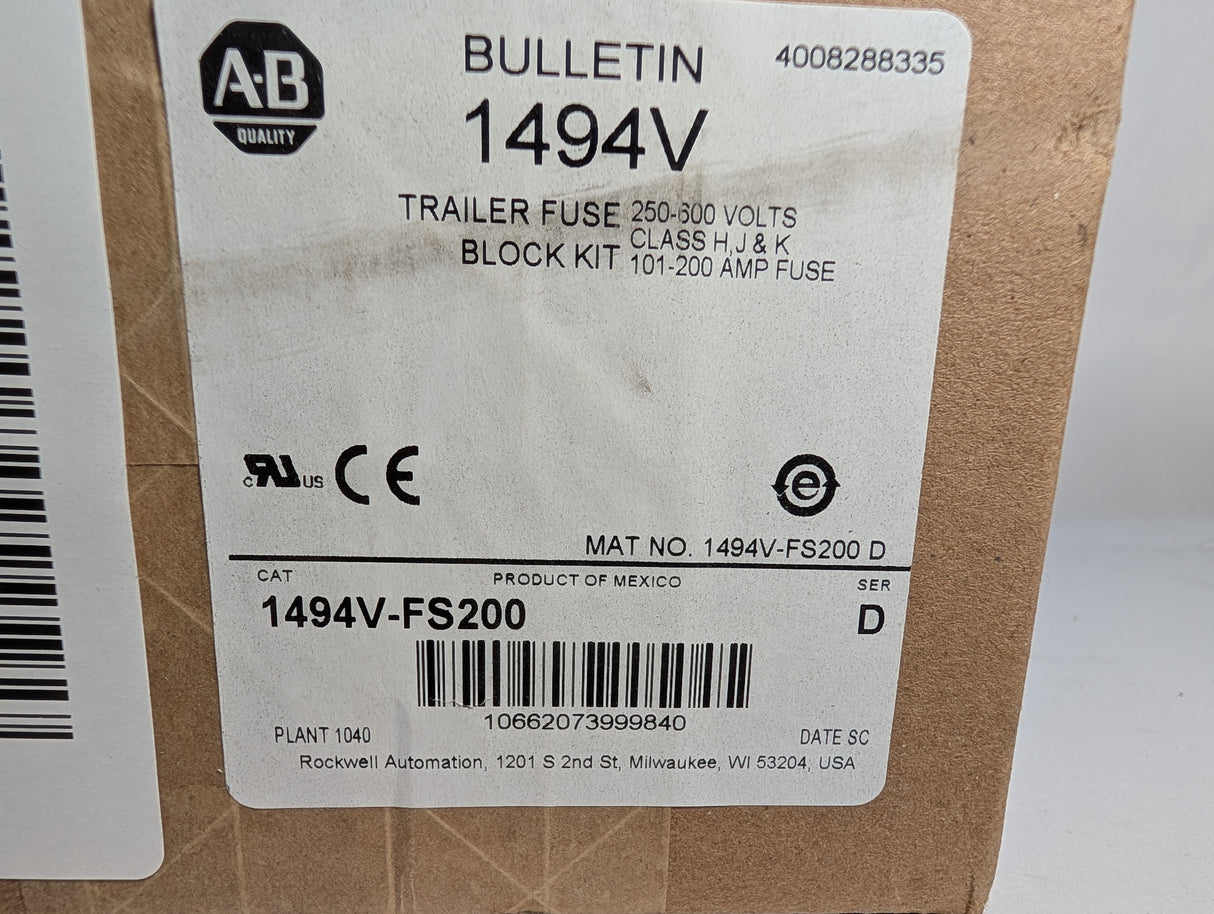 A-B
QUALITY
BULLETIN
4008288335
1494V
TRAILER FUSE 250-600 VOLTS
CLASS H,J & K
BLOCK KIT 101-200 AMP FUSE
c RU US CE
e
MAT NO. 1494V-FS200 D
CAT PRODUCT OF MEXICO SER
1494V-FS200 D
10662073999840
PLANT 1040 DATE SC
Rockwell Automation, 1201 S 2nd St, Milwaukee, WI 53204, USA